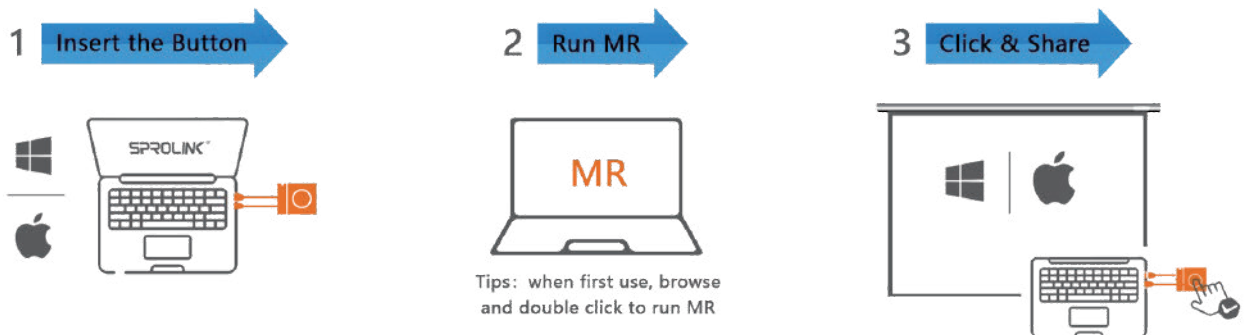 1 Insert the Button
2 Run MR
3 Click & Share
SPROLINK
MR
Tips: when first use, browse
and double click to run MR